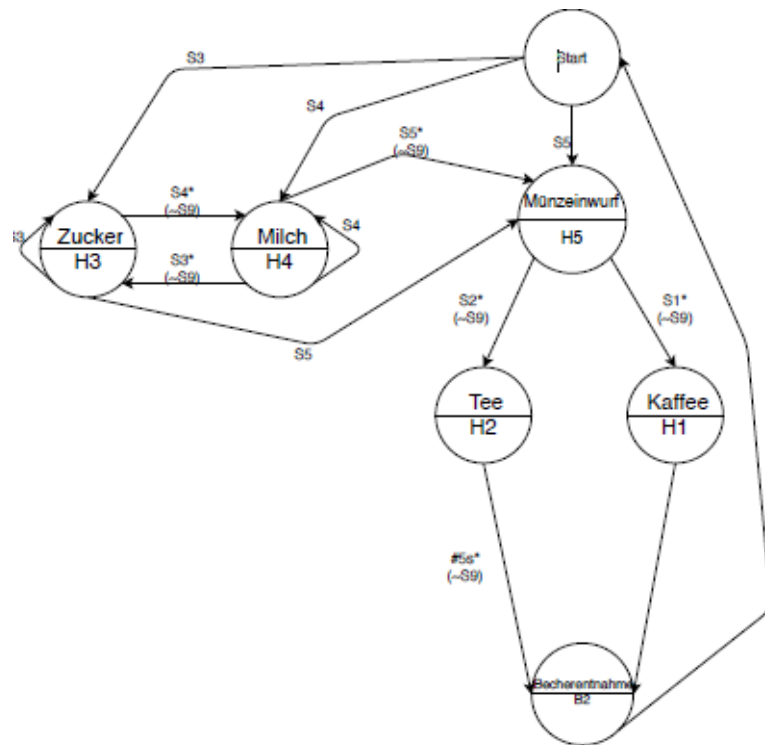 Start
S3
S4
S5
S5*
(~S9)
Münzeinwurf
H5
S4*
(~S9)
Zucker
H3
Milch
H4
S3
S4
S3*
(~S9)
S5
S2*
(~S9)
S1*
(~S9)
Tee
H2
Kaffee
H1
#5s*
(~S9)
Becherentnahme
B2